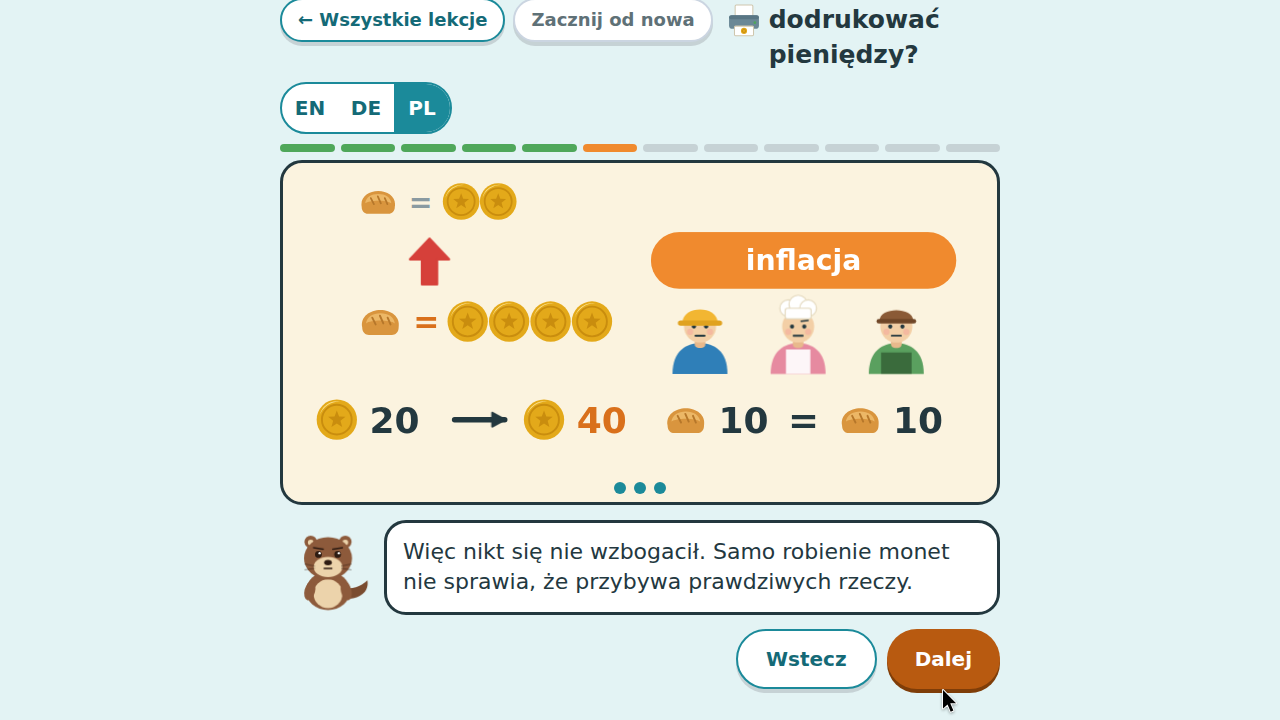 ← Wszystkie lekcje
Zacznij od nowa
dodrukować
pieniędzy?
EN DE PL
=
inflacja
=
20 → 40
10 = 10
Więc nikt się nie wzbogacił. Samo robienie monet
nie sprawia, że przybywa prawdziwych rzeczy.
Wstecz
Dalej